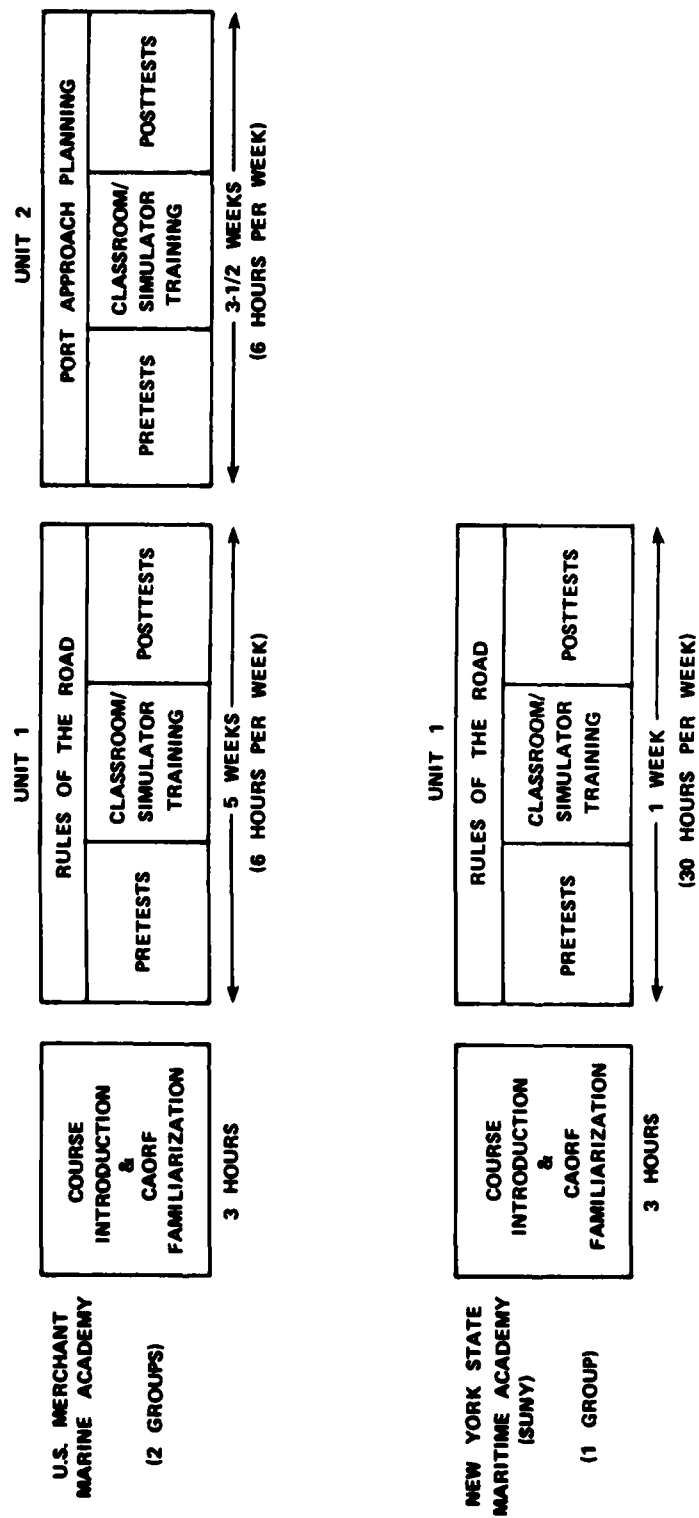 U.S. MERCHANT
MARINE ACADEMY
(2 GROUPS)
COURSE
INTRODUCTION
&
CAORF
FAMILIARIZATION
3 HOURS
UNIT 1
RULES OF THE ROAD
PRETESTS
CLASSROOM/
SIMULATOR
TRAINING
POSTTESTS
5 WEEKS
(6 HOURS PER WEEK)
UNIT 2
PORT APPROACH PLANNING
PRETESTS
CLASSROOM/
SIMULATOR
TRAINING
POSTTESTS
3-1/2 WEEKS
(6 HOURS PER WEEK)
NEW YORK STATE
MARITIME ACADEMY
(SUNY)
(1 GROUP)
COURSE
INTRODUCTION
&
CAORF
FAMILIARIZATION
3 HOURS
UNIT 1
RULES OF THE ROAD
PRETESTS
CLASSROOM/
SIMULATOR
TRAINING
POSTTESTS
1 WEEK
(30 HOURS PER WEEK)